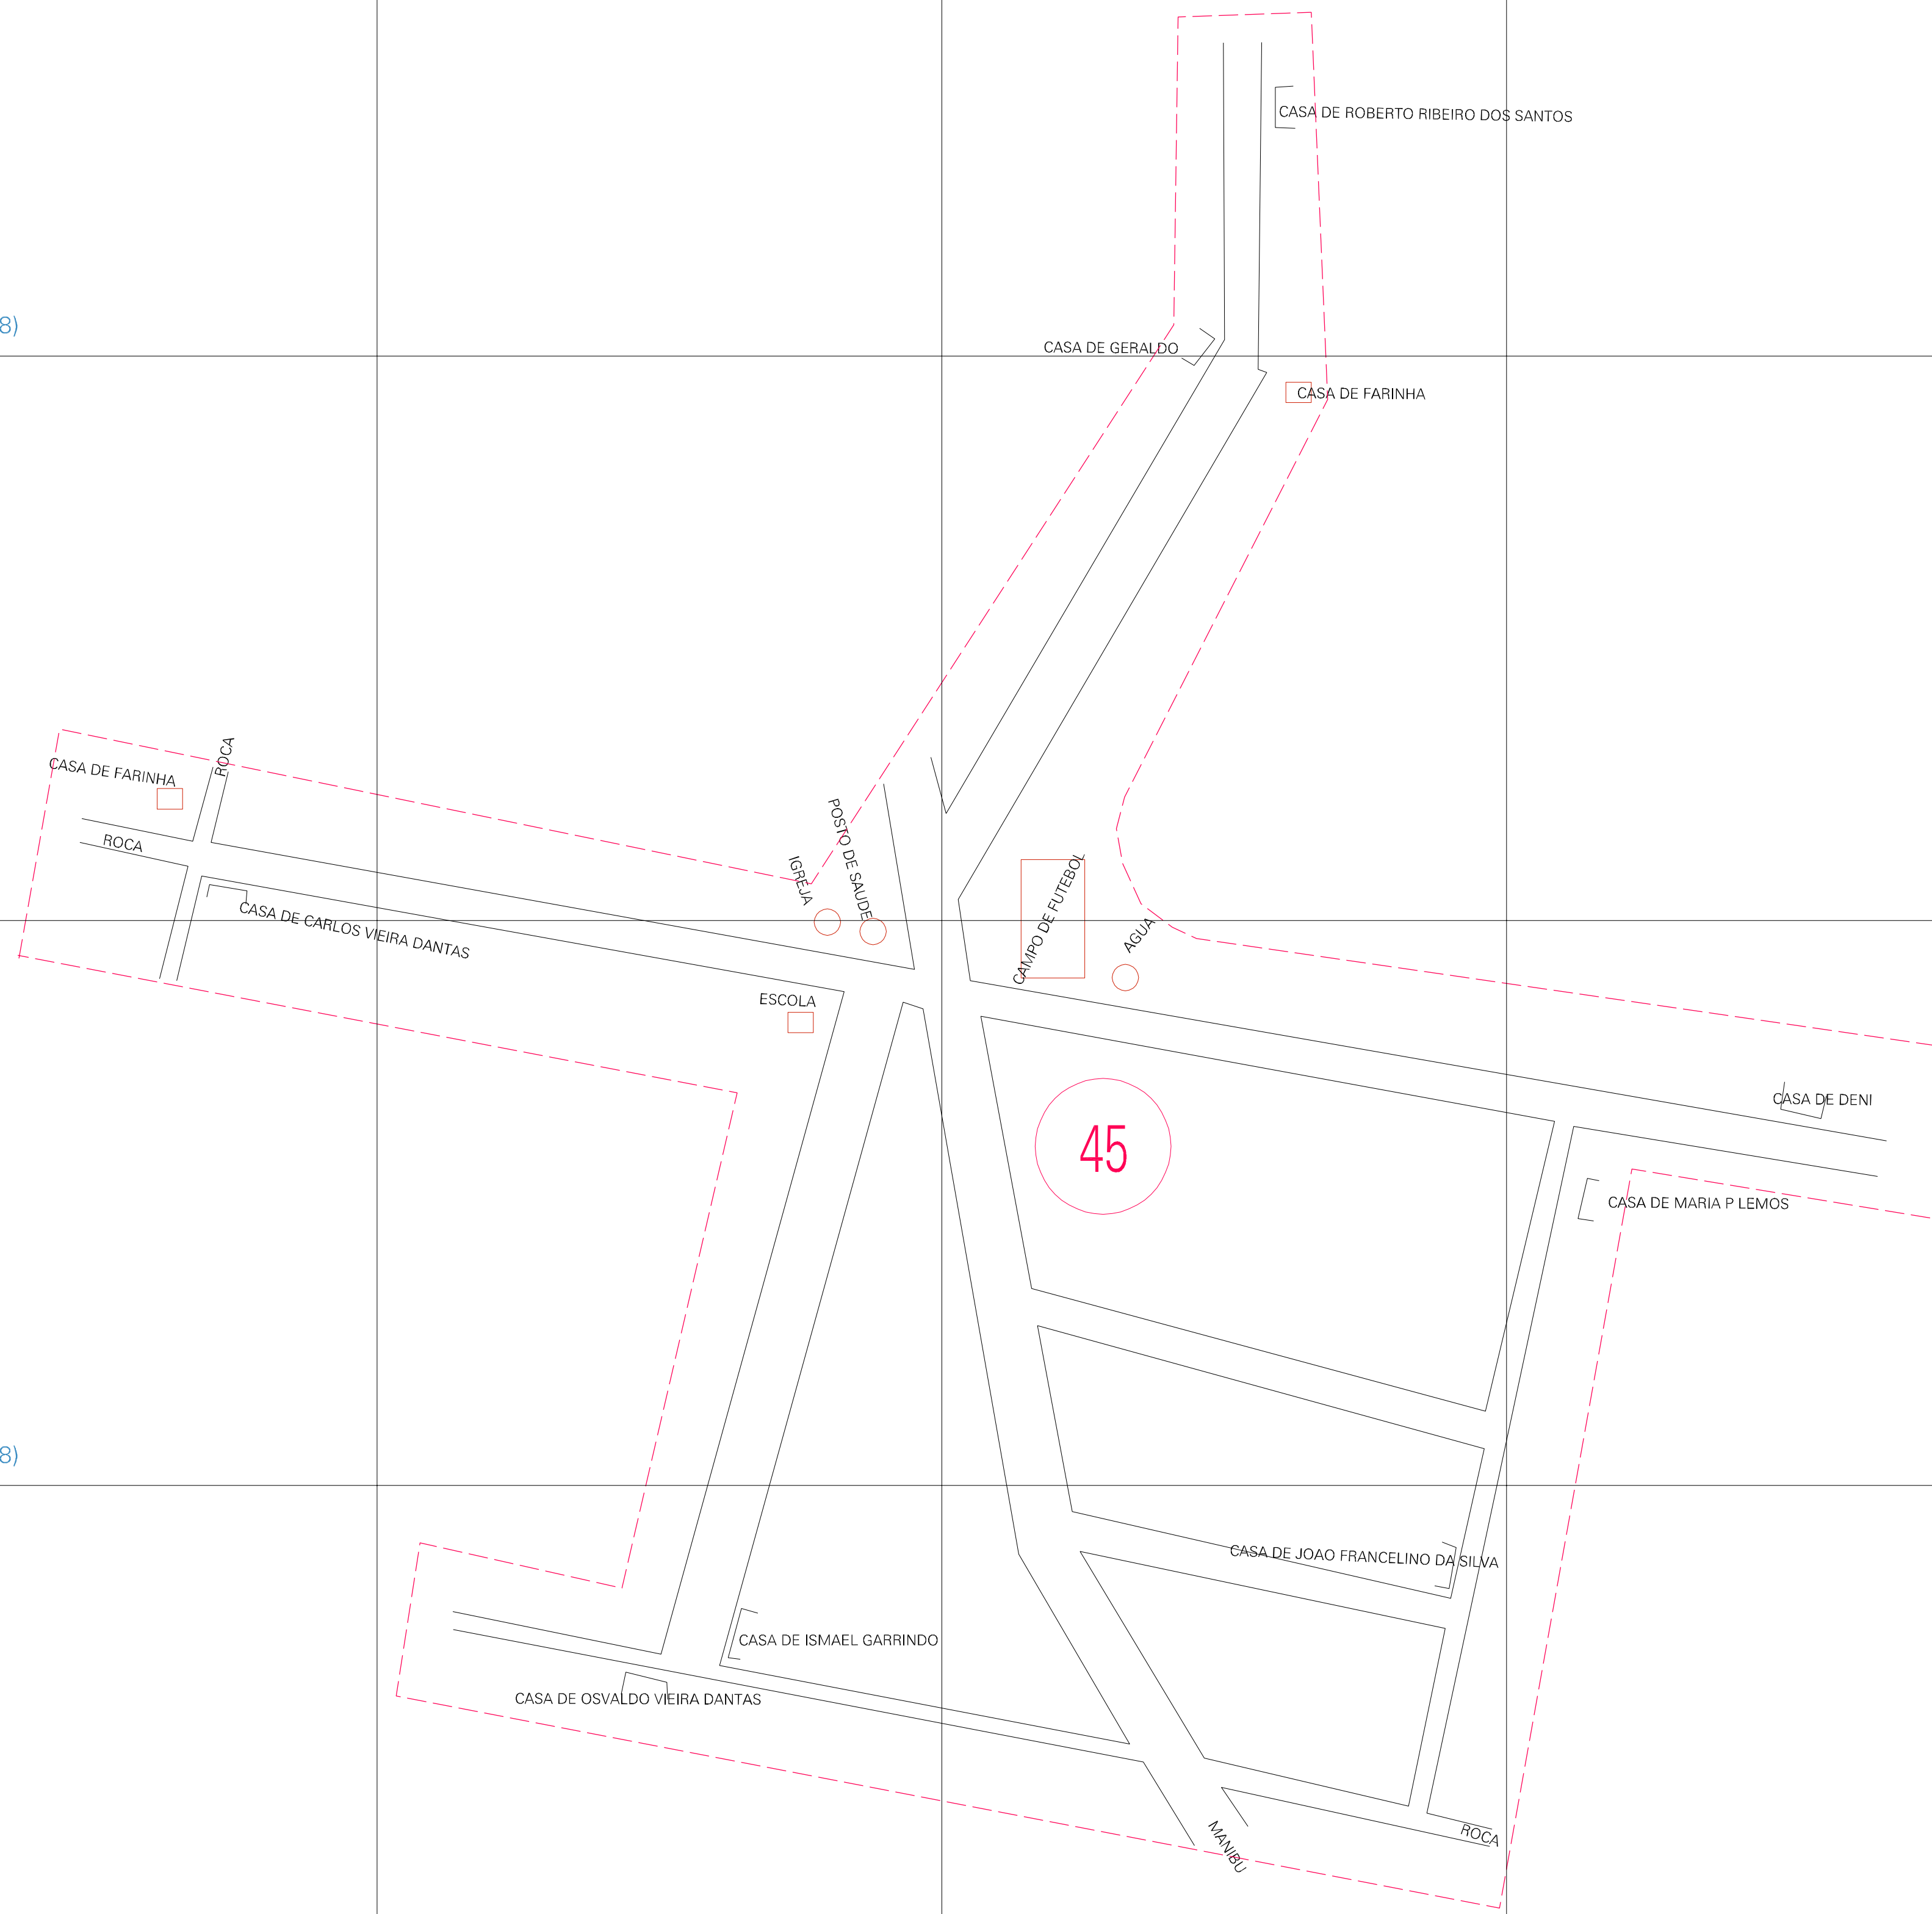 CASA DE ROBERTO RIBEIRO DOS SANTOS
8)
CASA DE GERALDO
CASA DE FARINHA
ROCA
CASA DE FARINHA
ROCA
IGREJA
POSTO DE SAUDE
CAMPO DE FUTEBOL
AGUA
CASA DE CARLOS VIEIRA DANTAS
ESCOLA
45
CASA DE DENI
CASA DE MARIA P LEMOS
8)
CASA DE JOAO FRANCELINO DA SILVA
CASA DE ISMAEL GARRINDO
CASA DE OSVALDO VIEIRA DANTAS
MANIBU
ROCA